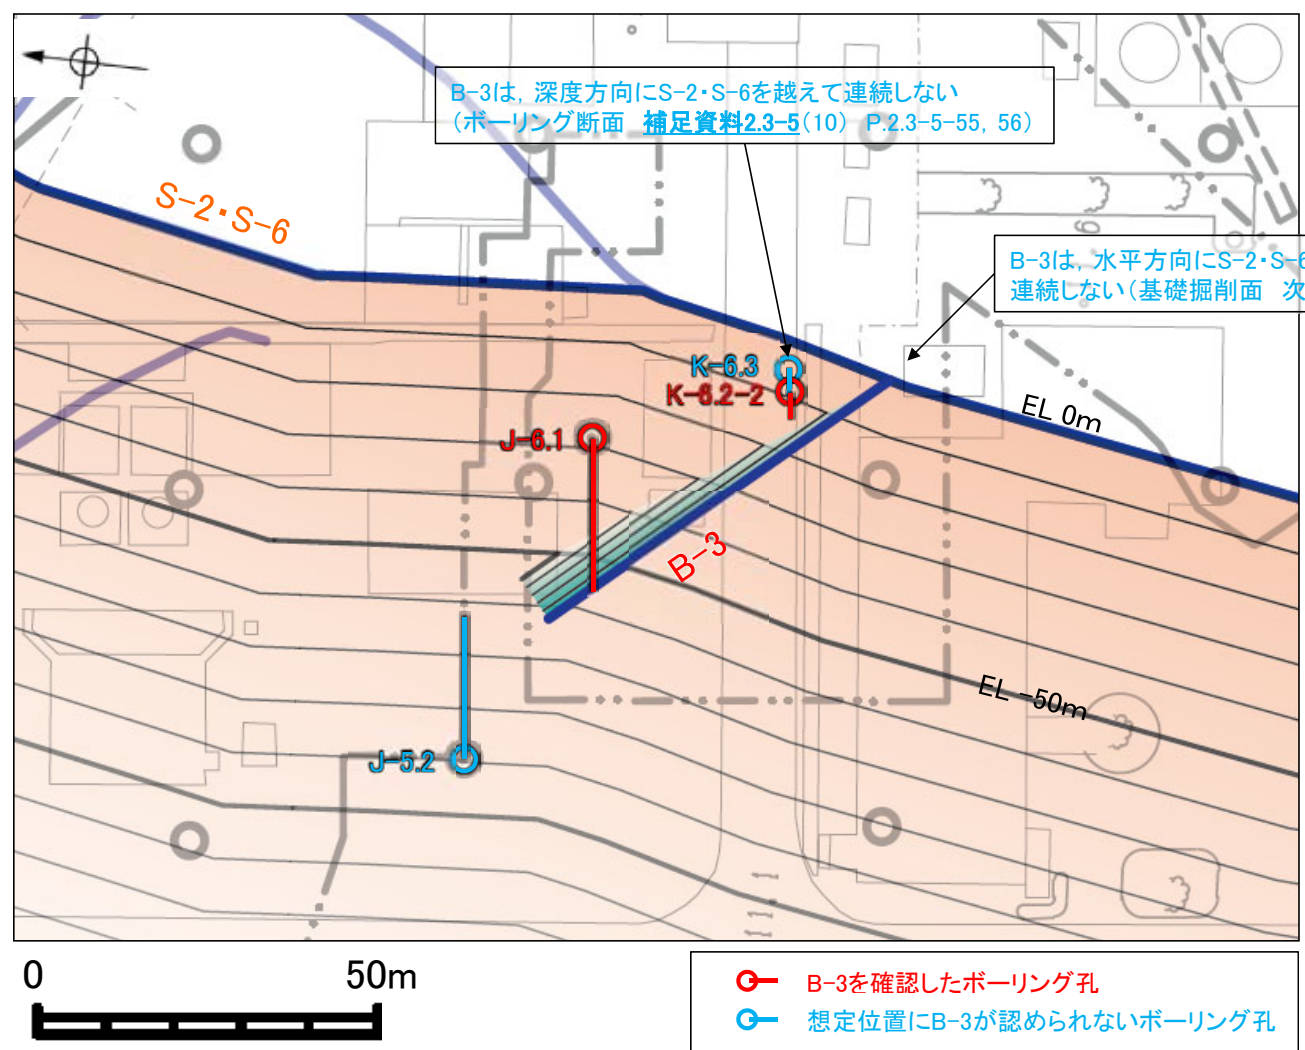 B-3は，深度方向にS-2・S-6を越えて連続しない
（ボーリング断面　補足資料2.3-5（10）　P.2.3-5-55，56）
S-2・S-6
B-3は，水平方向にS-2・S-6
連続しない（基礎掘削面　次
K-6.3
K-6.2-2
J-6.1
EL 0m
B-3
EL -50m
J-5.2
11.1
0 50m
B-3を確認したボーリング孔
想定位置にB-3が認められないボーリング孔